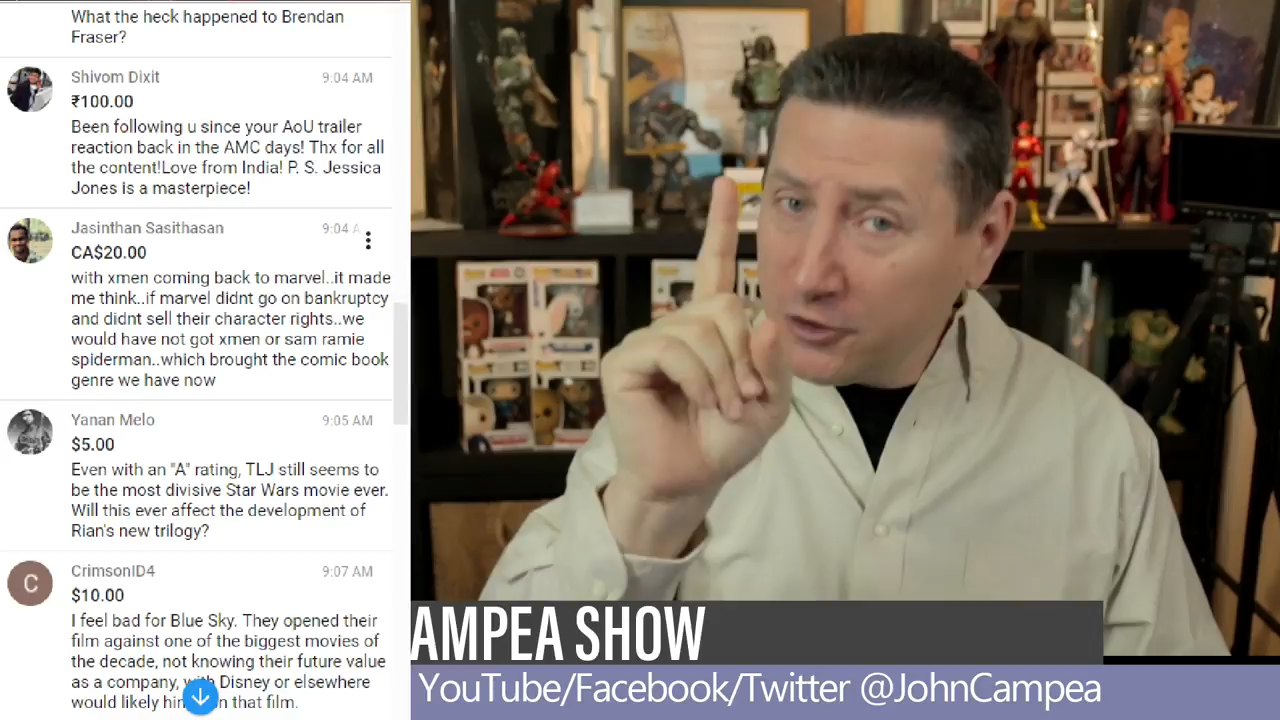 What the heck happened to Brendan
Fraser?
Shivom Dixit 9:04 AM
₹100.00
Been following u since your AoU trailer
reaction back in the AMC days! Thx for all
the content!Love from India! P. S. Jessica
Jones is a masterpiece!
Jasinthan Sasithasan 9:04 A
CA$20.00
with xmen coming back to marvel..it made
me think..if marvel didnt go on bankruptcy
and didnt sell their character rights..we
would have not got xmen or sam ramie
spiderman..which brought the comic book
genre we have now
Yanan Melo 9:05 AM
$5.00
Even with an "A" rating, TLJ still seems to
be the most divisive Star Wars movie ever.
Will this ever affect the development of
Rian's new trilogy?
C
CrimsonID4 9:07 AM
$10.00
I feel bad for Blue Sky. They opened their
film against one of the biggest movies of
the decade, not knowing their future value
as a company, Disney or elsewhere
would likely that film.
AMPEA SHOW
YouTube/Facebook/Twitter @JohnCampea